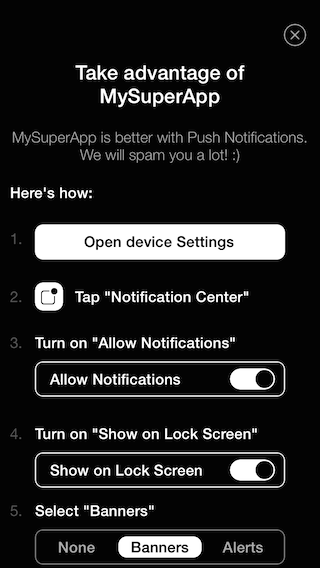 Take advantage of
MySuperApp
MySuperApp is better with Push Notifications.
We will spam you a lot! :)
Here's how:
1. Open device Settings
2. Tap "Notification Center"
3. Turn on "Allow Notifications"
Allow Notifications
4. Turn on "Show on Lock Screen"
Show on Lock Screen
5. Select "Banners"
None Banners Alerts